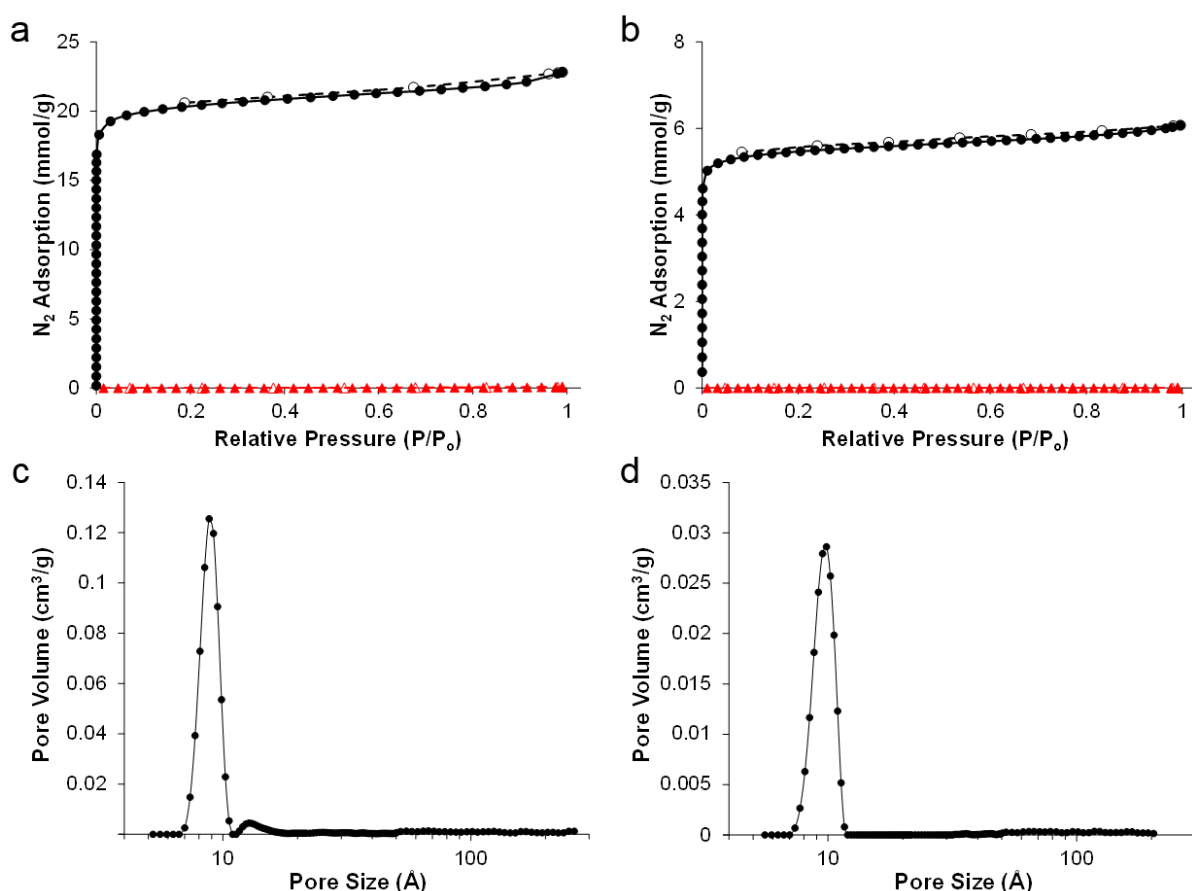 a
25
20
15
10
5
0
N₂ Adsorption (mmol/g)
0 0.2 0.4 0.6 0.8 1
Relative Pressure (P/Pₒ)
b
8
6
4
2
0
N₂ Adsorption (mmol/g)
0 0.2 0.4 0.6 0.8 1
Relative Pressure (P/Pₒ)
c
0.14
0.12
0.1
0.08
0.06
0.04
0.02
Pore Volume (cm³/g)
10 100
Pore Size (Å)
d
0.035
0.03
0.025
0.02
0.015
0.01
0.005
0
Pore Volume (cm³/g)
10 100
Pore Size (Å)